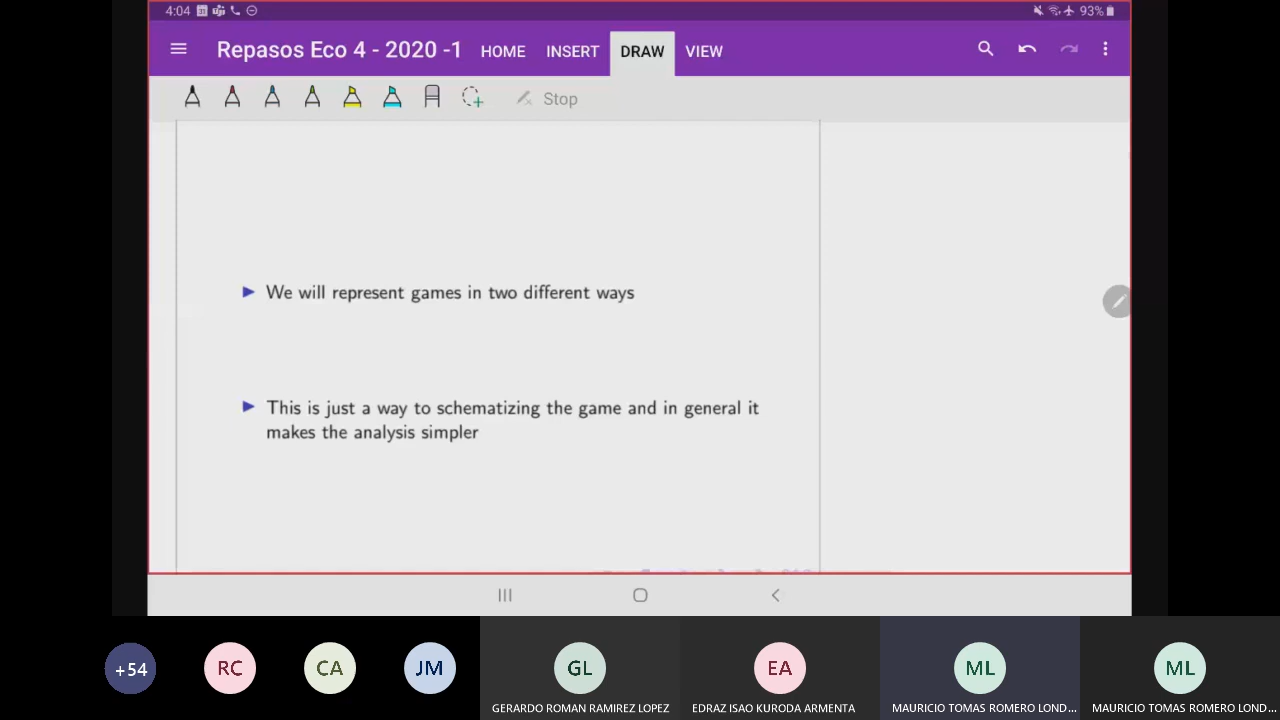 4:04
93%
Repasos Eco 4 - 2020 -1 HOME INSERT DRAW VIEW
Stop
We will represent games in two different ways
This is just a way to schematizing the game and in general it
makes the analysis simpler
+54 RC CA JM GL EA ML ML
GERARDO ROMAN RAMIREZ LOPEZ EDRAZ ISAO KURODA ARMENTA MAURICIO TOMAS ROMERO LOND... MAURICIO TOMAS ROMERO LOND...